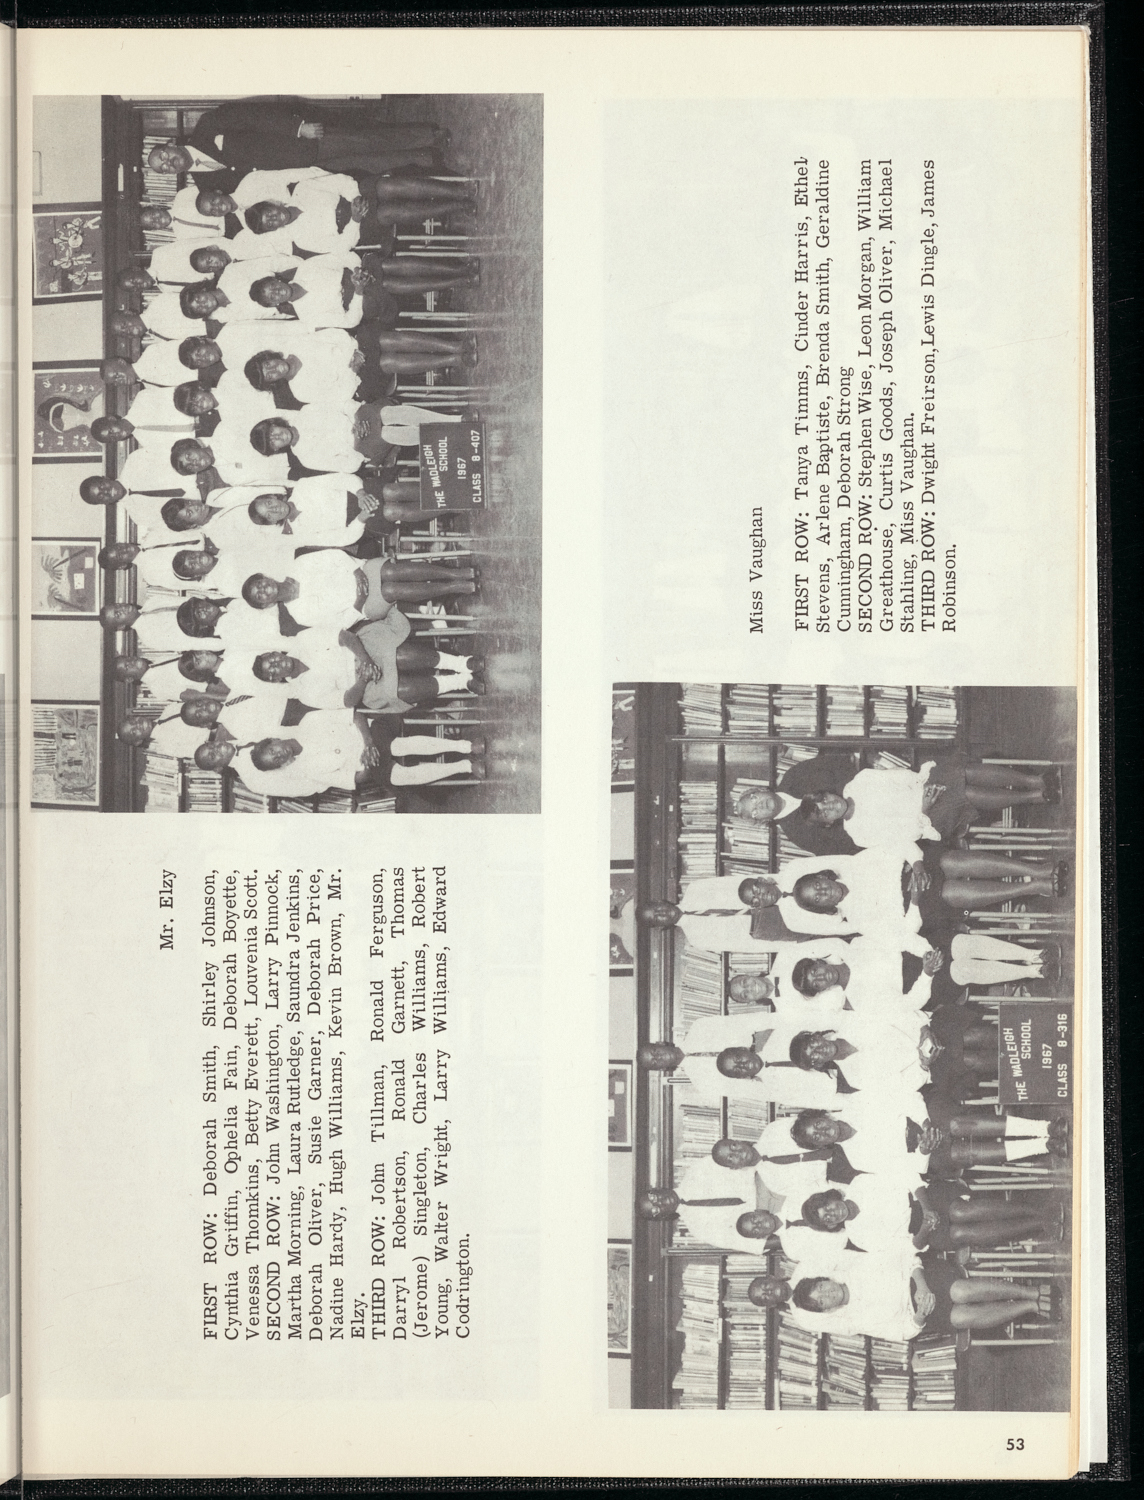 THE WADLEIGH
SCHOOL
1967
CLASS 8-407
Mr. Elzy
FIRST ROW: Deborah Smith, Shirley Johnson,
Cynthia Griffin, Ophelia Fain, Deborah Boyette,
Venessa Thomkins, Betty Everett, Louvenia Scott.
SECOND ROW: John Washington, Larry Pinnock,
Martha Morning, Laura Rutledge, Saundra Jenkins,
Deborah Oliver, Susie Garner, Deborah Price,
Nadine Hardy, Hugh Williams, Kevin Brown, Mr.
Elzy.
THIRD ROW: John Tillman, Ronald Ferguson,
Darryl Robertson, Ronald Garnett, Thomas
(Jerome) Singleton, Charles Williams, Robert
Young, Walter Wright, Larry Williams, Edward
Codrington.
Miss Vaughan
FIRST ROW: Tanya Timms, Cinder Harris, Ethel
Stevens, Arlene Baptiste, Brenda Smith, Geraldine
Cunningham, Deborah Strong
SECOND ROW: Stephen Wise, Leon Morgan, William
Greathouse, Curtis Goods, Joseph Oliver, Michael
Stahling, Miss Vaughan.
THIRD ROW: Dwight Freirson, Lewis Dingle, James
Robinson.
THE WADLEIGH
SCHOOL
1967
CLASS 8-316
53